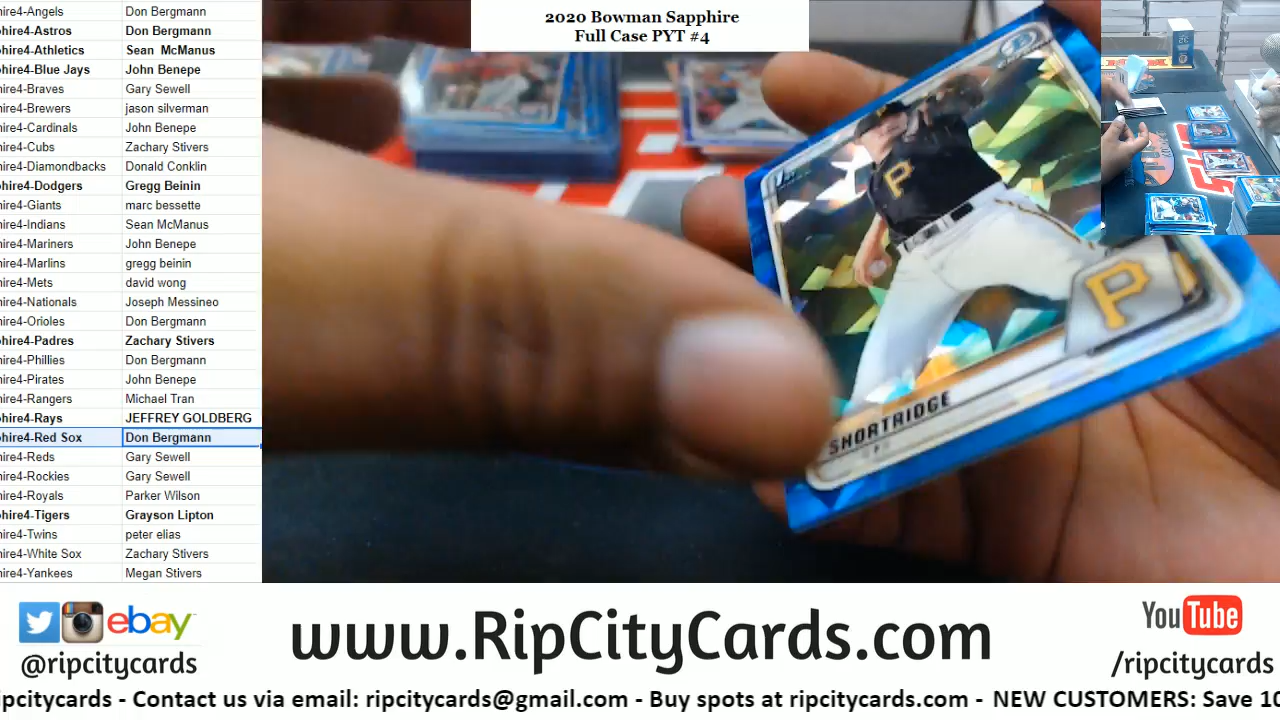 2020 Bowman Sapphire
Full Case PYT #4
hire4-Angels Don Bergmann
hire4-Astros Don Bergmann
hire4-Athletics Sean McManus
hire4-Blue Jays John Benepe
hire4-Braves Gary Sewell
hire4-Brewers jason silverman
hire4-Cardinals John Benepe
hire4-Cubs Zachary Stivers
hire4-Diamondbacks Donald Conklin
hire4-Dodgers Gregg Beinin
hire4-Giants marc bessette
hire4-Indians Sean McManus
hire4-Mariners John Benepe
hire4-Marlins gregg beinin
hire4-Mets david wong
hire4-Nationals Joseph Messineo
hire4-Orioles Don Bergmann
hire4-Padres Zachary Stivers
hire4-Phillies Don Bergmann
hire4-Pirates John Benepe
hire4-Rangers Michael Tran
hire4-Rays JEFFREY GOLDBERG
hire4-Red Sox Don Bergmann
hire4-Reds Gary Sewell
hire4-Rockies Gary Sewell
hire4-Royals Parker Wilson
hire4-Tigers Grayson Lipton
hire4-Twins peter elias
hire4-White Sox Zachary Stivers
hire4-Yankees Megan Stivers
P
P
SHORTRIDGE
ebay
@ripcitycards
www.RipCityCards.com
YouTube
/ripcitycards
ipcitycards - Contact us via email: ripcitycards@gmail.com - Buy spots at ripcitycards.com - NEW CUSTOMERS: Save 10